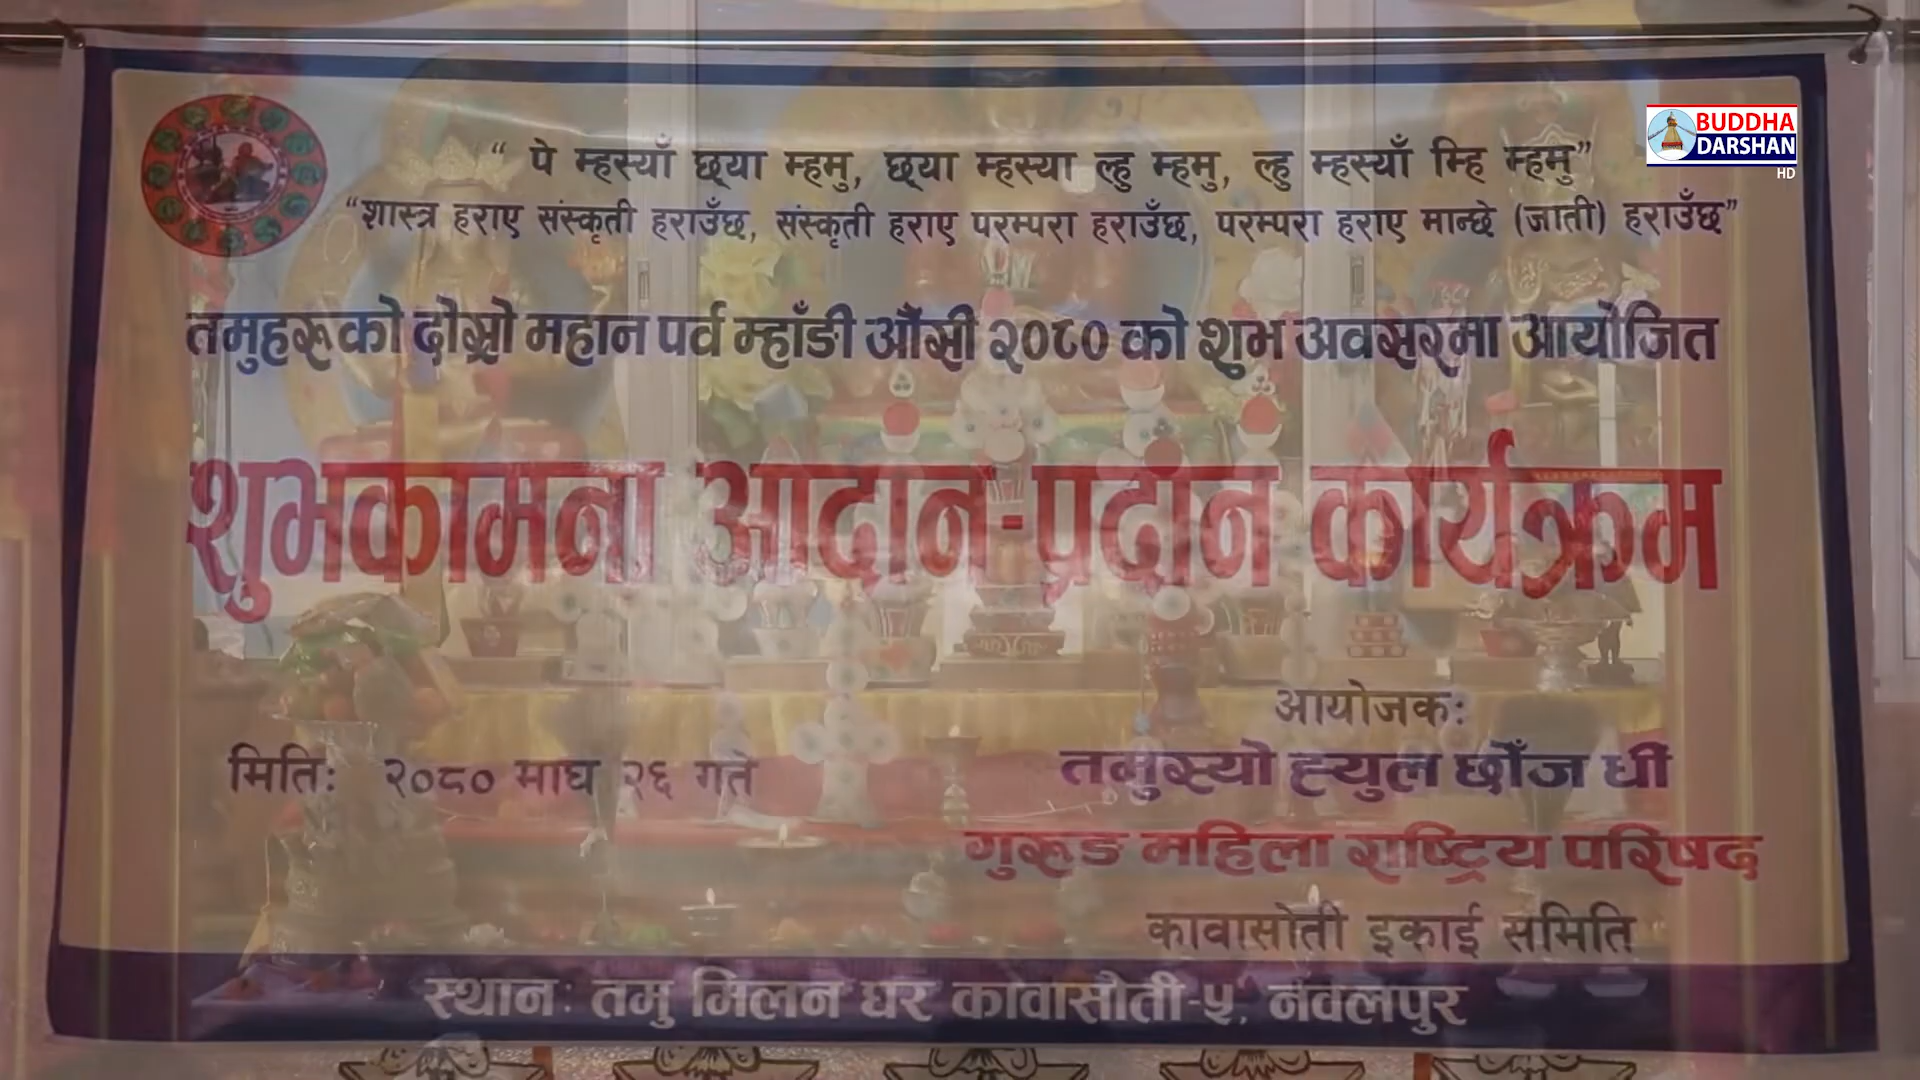 BUDDHA
DARSHAN
HD
“ पे म्हस्याँ छ्या म्हमु, छ्या म्हस्या ल्हु म्हमु, ल्हु म्हस्याँ म्हि म्हमु”
“शास्त्र हराए संस्कृती हराउँछ, संस्कृती हराए परम्परा हराउँछ, परम्परा हराए मान्छे (जाती) हराउँछ”
तमुहरूको दोस्रो महान पर्व म्हाँङी औंसी २०८० को शुभ अवसरमा आयोजित
शुभकामना आदान-प्रदान कार्यक्रम
आयोजकः
मितिः २०८० माघ २६ गते
तमुस्यो ह्युल छोँज धीं
गुरूङ महिला राष्ट्रिय परिषद
कावासोती इकाई समिति
स्थानः तमु मिलन घर कावासौती-५, नवलपुर